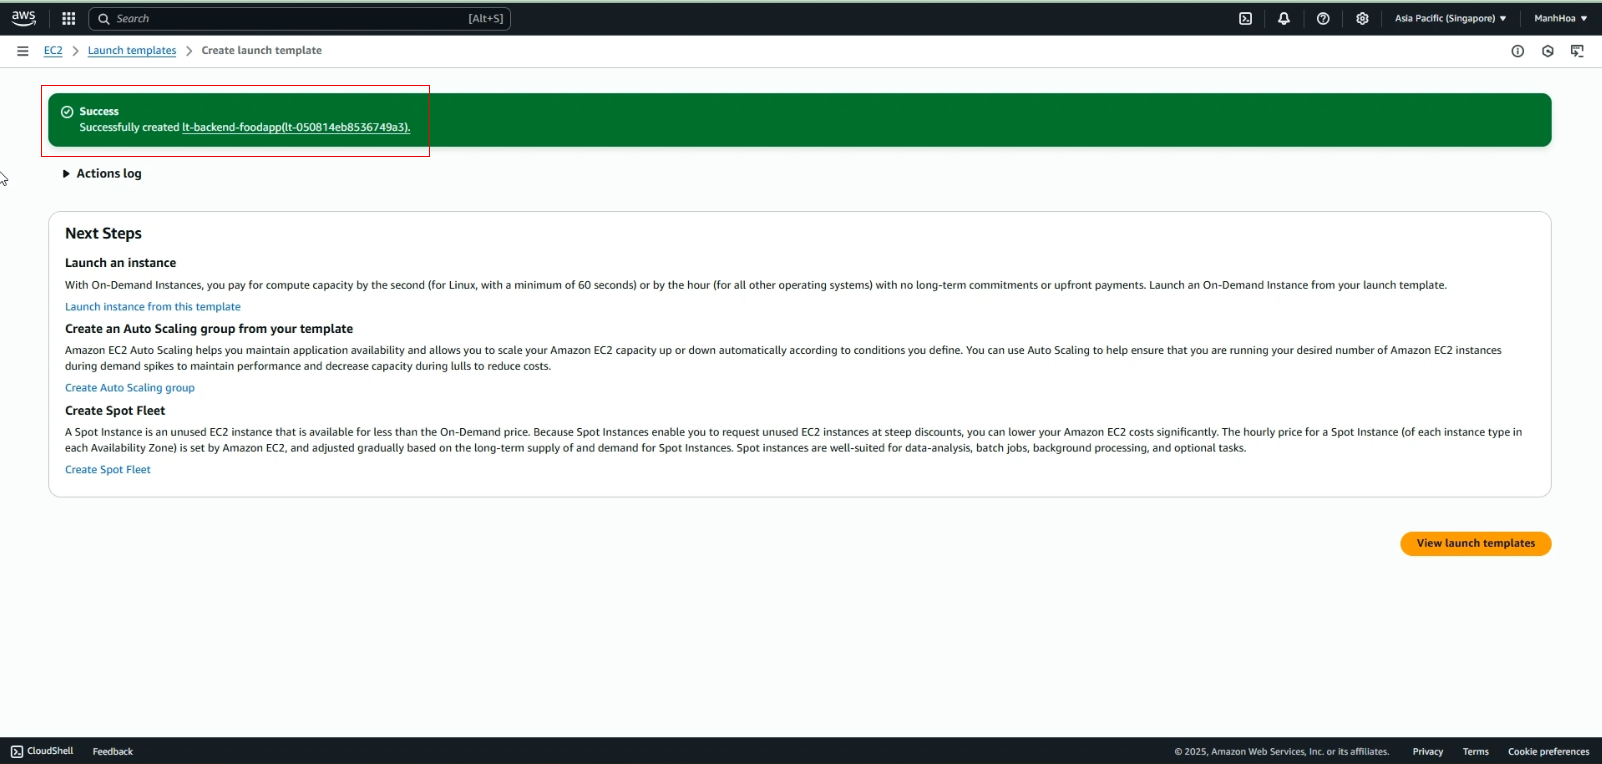 aws
Search [Alt+S]
Asia Pacific (Singapore) ManhHoa
EC2 Launch templates Create launch template
Success
Successfully created lt-backend-foodapp(lt-050814eb8536749a3).
Actions log
Next Steps
Launch an instance
With On-Demand Instances, you pay for compute capacity by the second (for Linux, with a minimum of 60 seconds) or by the hour (for all other operating systems) with no long-term commitments or upfront payments. Launch an On-Demand Instance from your launch template.
Launch instance from this template
Create an Auto Scaling group from your template
Amazon EC2 Auto Scaling helps you maintain application availability and allows you to scale your Amazon EC2 capacity up or down automatically according to conditions you define. You can use Auto Scaling to help ensure that you are running your desired number of Amazon EC2 instances
during demand spikes to maintain performance and decrease capacity during lulls to reduce costs.
Create Auto Scaling group
Create Spot Fleet
A Spot Instance is an unused EC2 instance that is available for less than the On-Demand price. Because Spot Instances enable you to request unused EC2 instances at steep discounts, you can lower your Amazon EC2 costs significantly. The hourly price for a Spot Instance (of each instance type in
each Availability Zone) is set by Amazon EC2, and adjusted gradually based on the long-term supply of and demand for Spot Instances. Spot instances are well-suited for data-analysis, batch jobs, background processing, and optional tasks.
Create Spot Fleet
View launch templates
CloudShell Feedback © 2025, Amazon Web Services, Inc. or its affiliates. Privacy Terms Cookie preferences